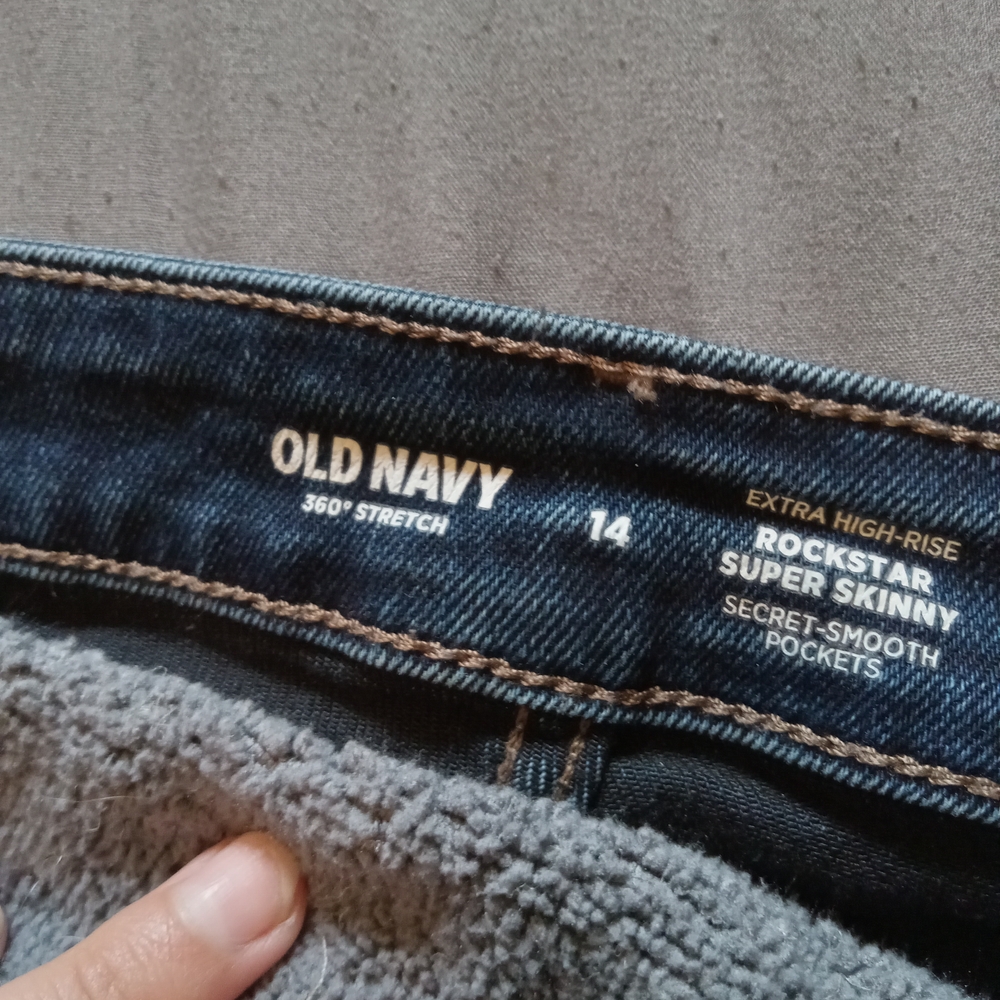 OLD NAVY
360° STRETCH
14
EXTRA HIGH-RISE
ROCKSTAR
SUPER SKINNY
SECRET-SMOOTH
POCKETS